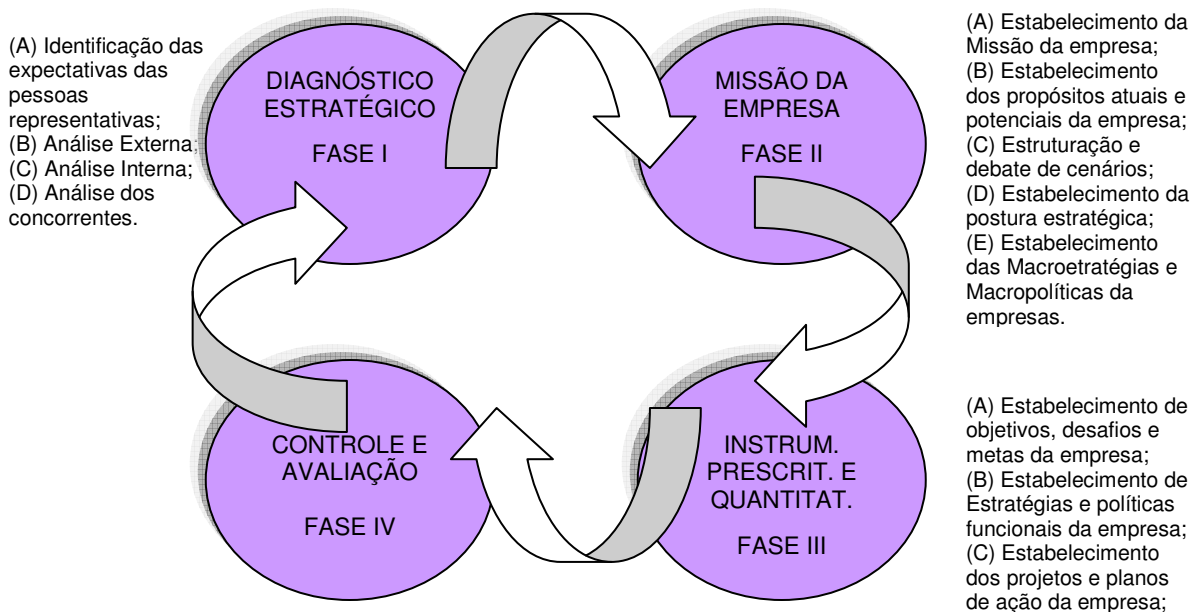 (A) Identificação das
expectativas das
pessoas
representativas;
(B) Análise Externa;
(C) Análise Interna;
(D) Análise dos
concorrentes.
DIAGNÓSTICO
ESTRATÉGICO
FASE I
MISSÃO DA
EMPRESA
FASE II
(A) Estabelecimento da
Missão da empresa;
(B) Estabelecimento
dos propósitos atuais e
potenciais da empresa;
(C) Estruturação e
debate de cenários;
(D) Estabelecimento da
postura estratégica;
(E) Estabelecimento
das Macroetratégias e
Macropolíticas da
empresas.
CONTROLE E
AVALIAÇÃO
FASE IV
INSTRUM.
PRESCRIT. E
QUANTITAT.
FASE III
(A) Estabelecimento de
objetivos, desafios e
metas da empresa;
(B) Estabelecimento de
Estratégias e políticas
funcionais da empresa;
(C) Estabelecimento
dos projetos e planos
de ação da empresa;